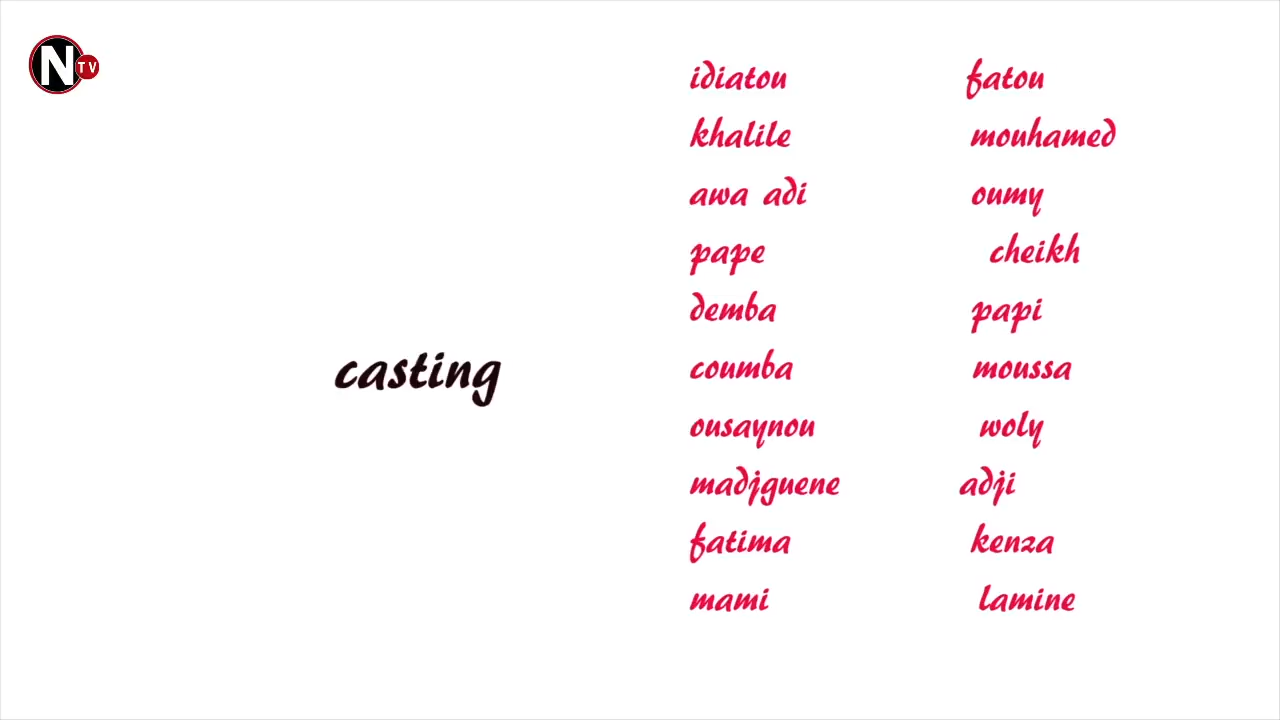 N TV
idiatou fatou
khalile mouhamed
awa adi oumy
pape cheikh
demba papi
casting
coumba moussa
ousaynou woly
madjguene adji
fatima kenza
mami lamine